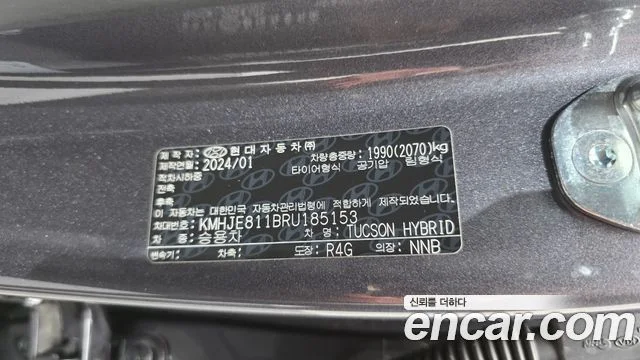 제 작 자: 현대자동차㈜
제작연월: 2024/01 차량총중량: 1990(2070)kg
적차시하중 타이어형식 공기압 림형식
전축
후축
이 자동차는 대한민국 자동차관리법령에 적합하게 제작되었습니다.
KMHJE811BRU185153
차 종: 승용차 차 명: TUCSON HYBRID
변속기: 차축: 도장: R4G 의장: NNB
신뢰를 더하다
encar.com